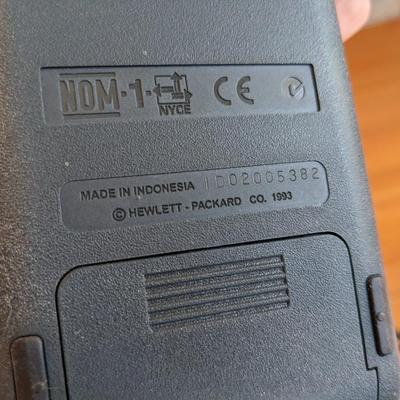 NOM-1-NYCE CE
MADE IN INDONESIA ID02005382
© HEWLETT-PACKARD CO. 1993